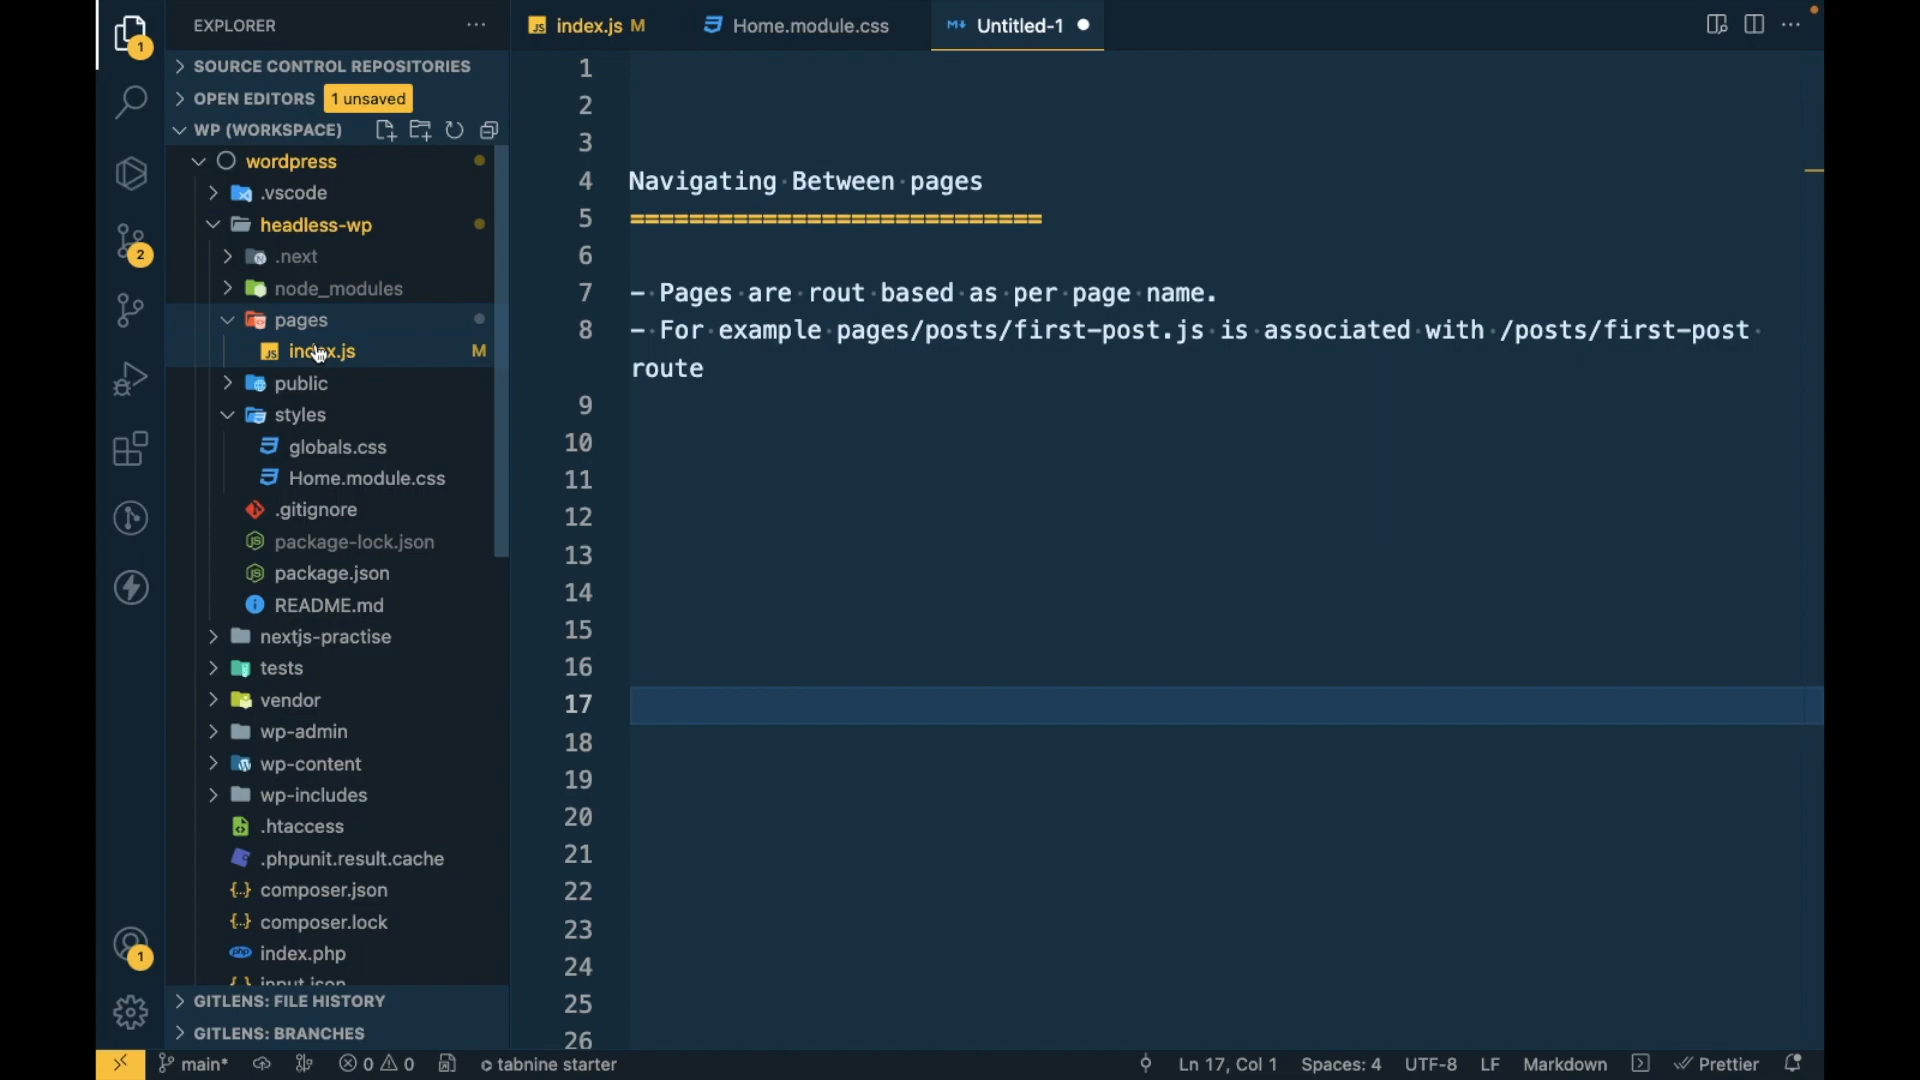 EXPLORER
index.js M
Home.module.css
Untitled-1
SOURCE CONTROL REPOSITORIES
OPEN EDITORS 1 unsaved
WP (WORKSPACE)
wordpress
.vscode
headless-wp
.next
node_modules
pages
index.js M
public
styles
globals.css
Home.module.css
.gitignore
package-lock.json
package.json
README.md
nextjs-practise
tests
vendor
wp-admin
wp-content
wp-includes
.htaccess
.phpunit.result.cache
composer.json
composer.lock
index.php
input.json
GITLENS: FILE HISTORY
GITLENS: BRANCHES
1
2
1
1
2
3
4 Navigating Between pages
5 ============================
6
7 - Pages are rout based as per page name.
8 - For example pages/posts/first-post.js is associated with /posts/first-post
route
9
10
11
12
13
14
15
16
17
18
19
20
21
22
23
24
25
26
main* 0 0 tabnine starter Ln 17, Col 1 Spaces: 4 UTF-8 LF Markdown Prettier